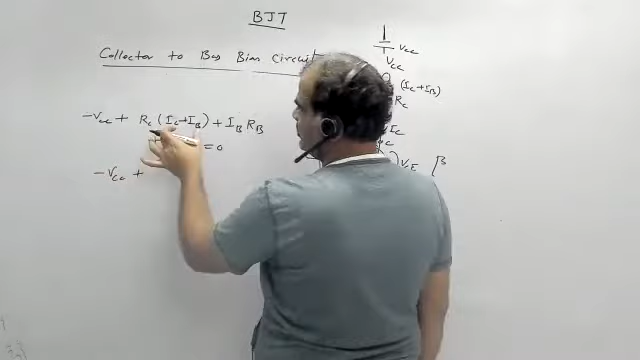 BJT
Collector to Bas Bias Circuit
Vcc
Vcc
(Ic+IB)
Rc
Ic
-Vcc + Rc (Ic+IB) + IB RB
=0
c
VE β
-Vcc +